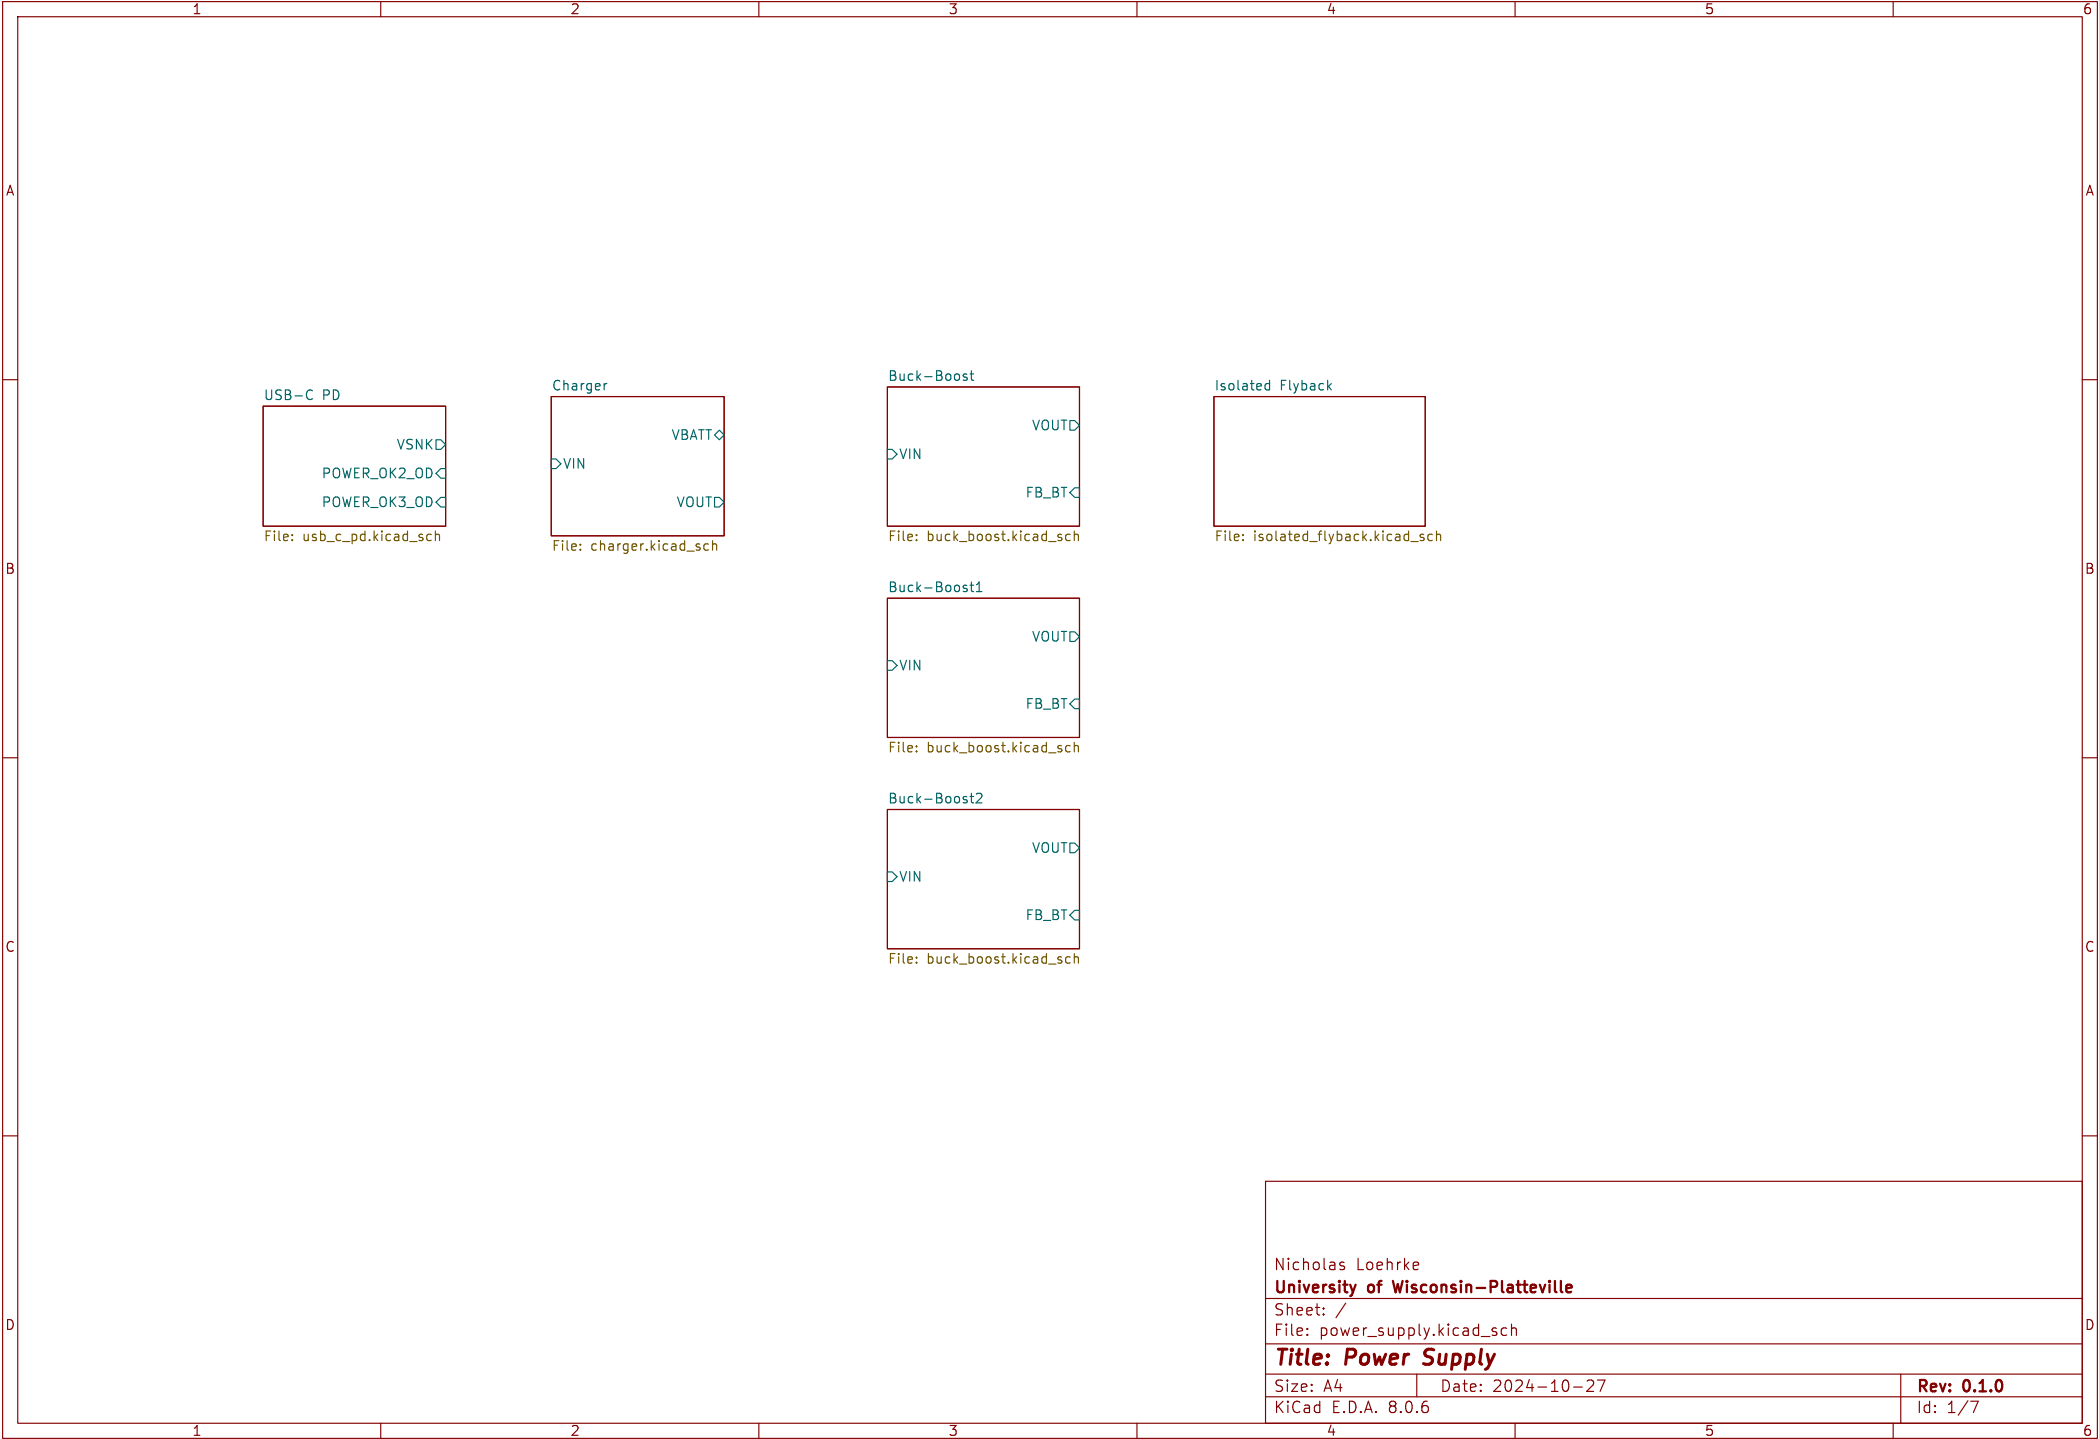 1 2 3 4 5 6
A A
B B
C C
D D
USB-C PD
VSNK
POWER_OK2_OD
POWER_OK3_OD
File: usb_c_pd.kicad_sch
Charger
VBATT
VIN
VOUT
File: charger.kicad_sch
Buck-Boost
VOUT
VIN
FB_BT
File: buck_boost.kicad_sch
Isolated Flyback
File: isolated_flyback.kicad_sch
Buck-Boost1
VOUT
VIN
FB_BT
File: buck_boost.kicad_sch
Buck-Boost2
VOUT
VIN
FB_BT
File: buck_boost.kicad_sch
Nicholas Loehrke
University of Wisconsin-Platteville
Sheet: /
File: power_supply.kicad_sch
Title: Power Supply
Size: A4 Date: 2024-10-27 Rev: 0.1.0
KiCad E.D.A. 8.0.6 Id: 1/7
1 2 3 4 5 6